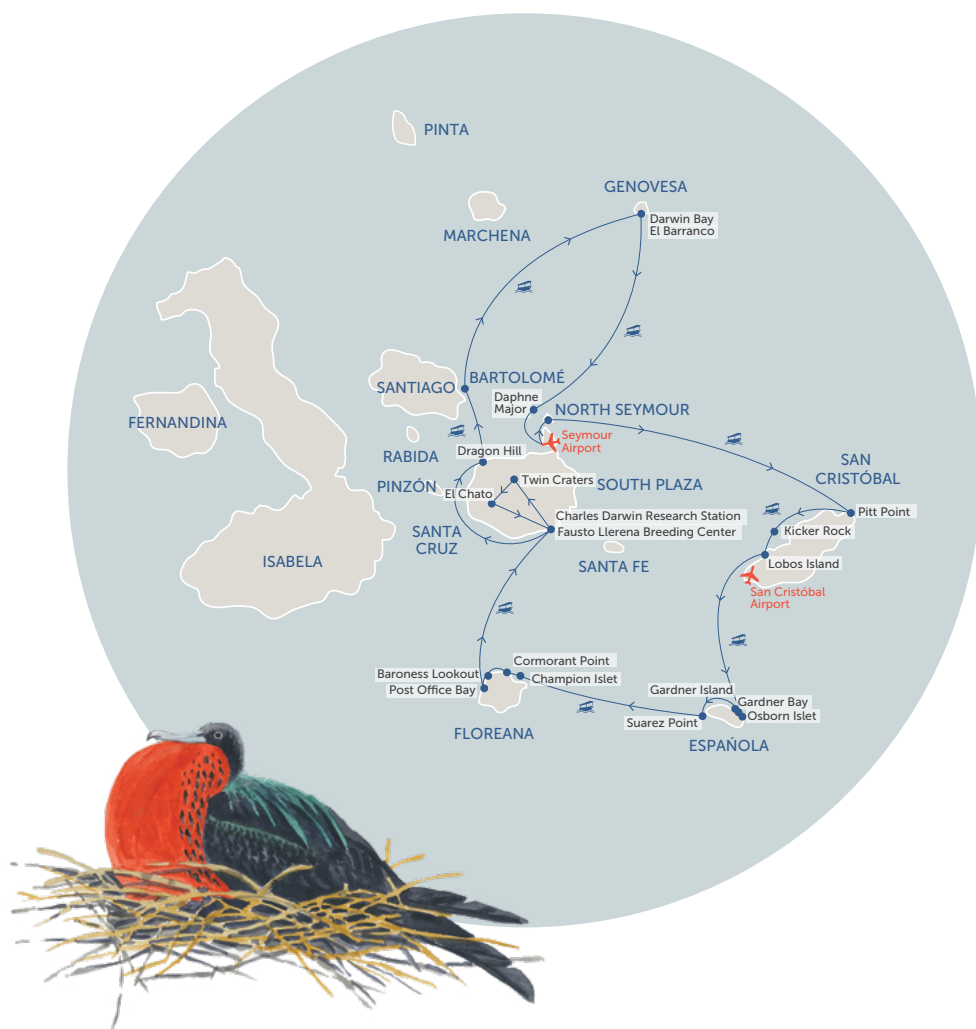 PINTA
GENOVESA
Darwin Bay
El Barranco
MARCHENA
SANTIAGO
BARTOLOMÉ
Daphne
Major
NORTH SEYMOUR
FERNANDINA
Seymour
Airport
RABIDA
Dragon Hill
SAN
CRISTÓBAL
PINZÓN
El Chato
Twin Craters
SOUTH PLAZA
Pitt Point
Charles Darwin Research Station
Fausto Llerena Breeding Center
Kicker Rock
SANTA
CRUZ
ISABELA
SANTA FE
Lobos Island
San Cristóbal
Airport
Cormorant Point
Baroness Lookout
Champion Islet
Post Office Bay
Gardner Island
Gardner Bay
Suarez Point
Osborn Islet
FLOREANA
ESPAÑOLA